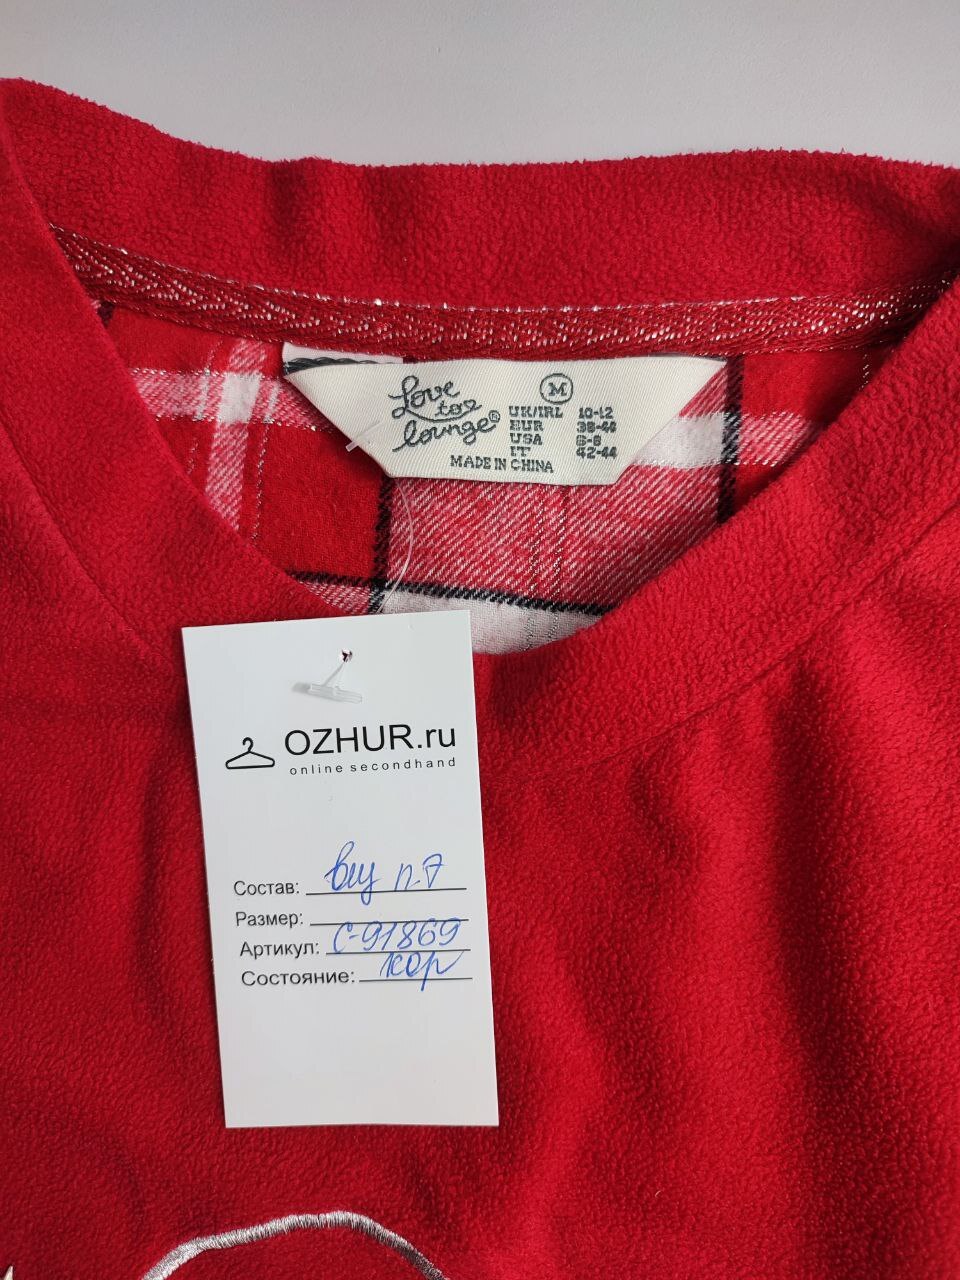 Love
to
lounge®
M
UK/IRL 10-12
EUR 38-40
USA 6-8
IT 42-44
MADE IN CHINA
OZHUR.ru
online secondhand
Состав: п.7
Размер:
Артикул: С-91869
Состояние: хор